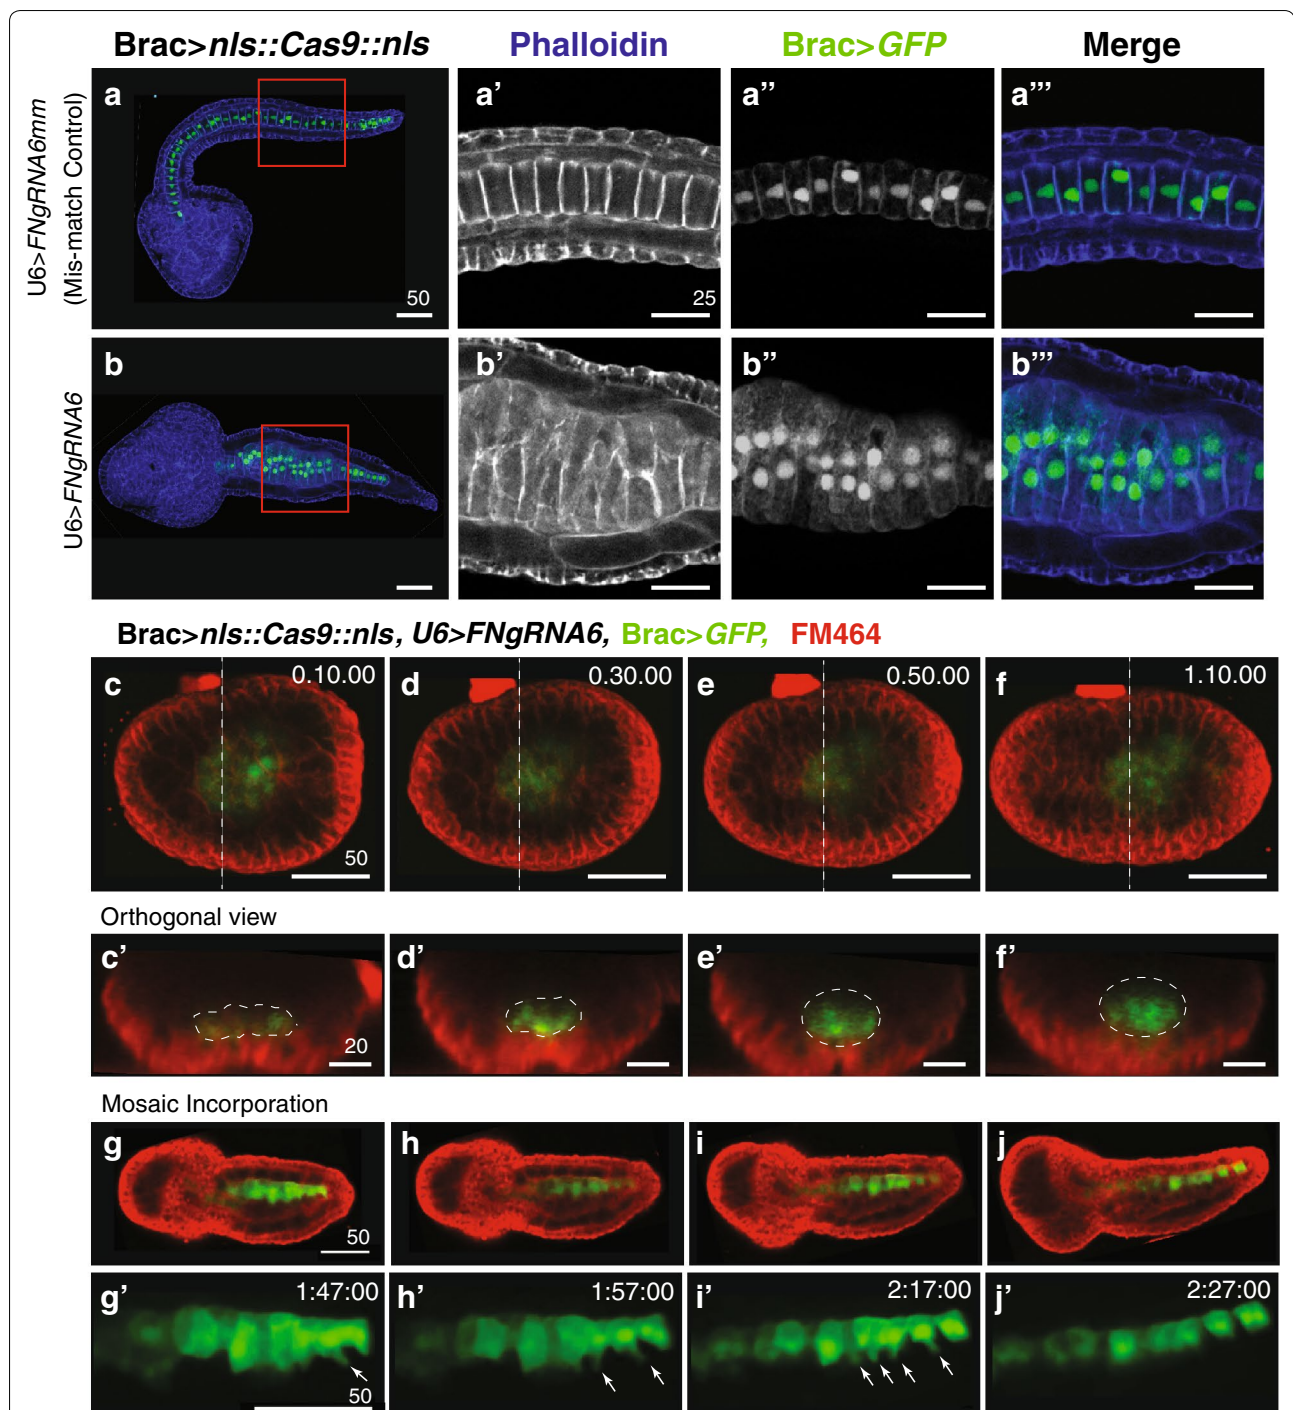 Brac>nls::Cas9::nls Phalloidin Brac>GFP Merge
U6>FNgRNA6mm
(Mis-match Control)
a 50 a' 25 a'' a'''
U6>FNgRNA6
b b' b'' b'''
Brac>nls::Cas9::nls, U6>FNgRNA6, Brac>GFP, FM464
c 0.10.00 d 0.30.00 e 0.50.00 f 1.10.00
50
Orthogonal view
c' d' e' f'
20
Mosaic Incorporation
g h i j
50
g' 1:47:00 h' 1:57:00 i' 2:17:00 j' 2:27:00
50